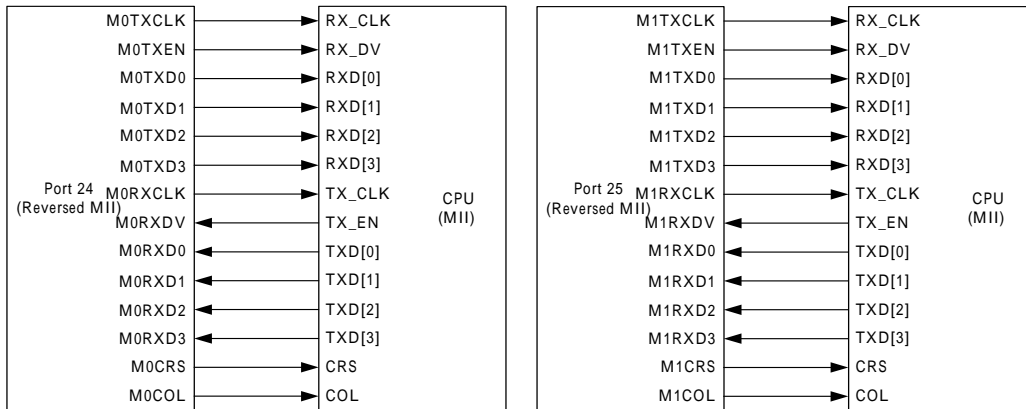 M0TXCLK RX_CLK
M0TXEN RX_DV
M0TXD0 RXD[0]
M0TXD1 RXD[1]
M0TXD2 RXD[2]
M0TXD3 RXD[3]
Port 24 M0RXCLK TX_CLK CPU
(Reversed MII) M0RXDV TX_EN (MII)
M0RXD0 TXD[0]
M0RXD1 TXD[1]
M0RXD2 TXD[2]
M0RXD3 TXD[3]
M0CRS CRS
M0COL COL
M1TXCLK RX_CLK
M1TXEN RX_DV
M1TXD0 RXD[0]
M1TXD1 RXD[1]
M1TXD2 RXD[2]
M1TXD3 RXD[3]
Port 25 M1RXCLK TX_CLK CPU
(Reversed MII) M1RXDV TX_EN (MII)
M1RXD0 TXD[0]
M1RXD1 TXD[1]
M1RXD2 TXD[2]
M1RXD3 TXD[3]
M1CRS CRS
M1COL COL